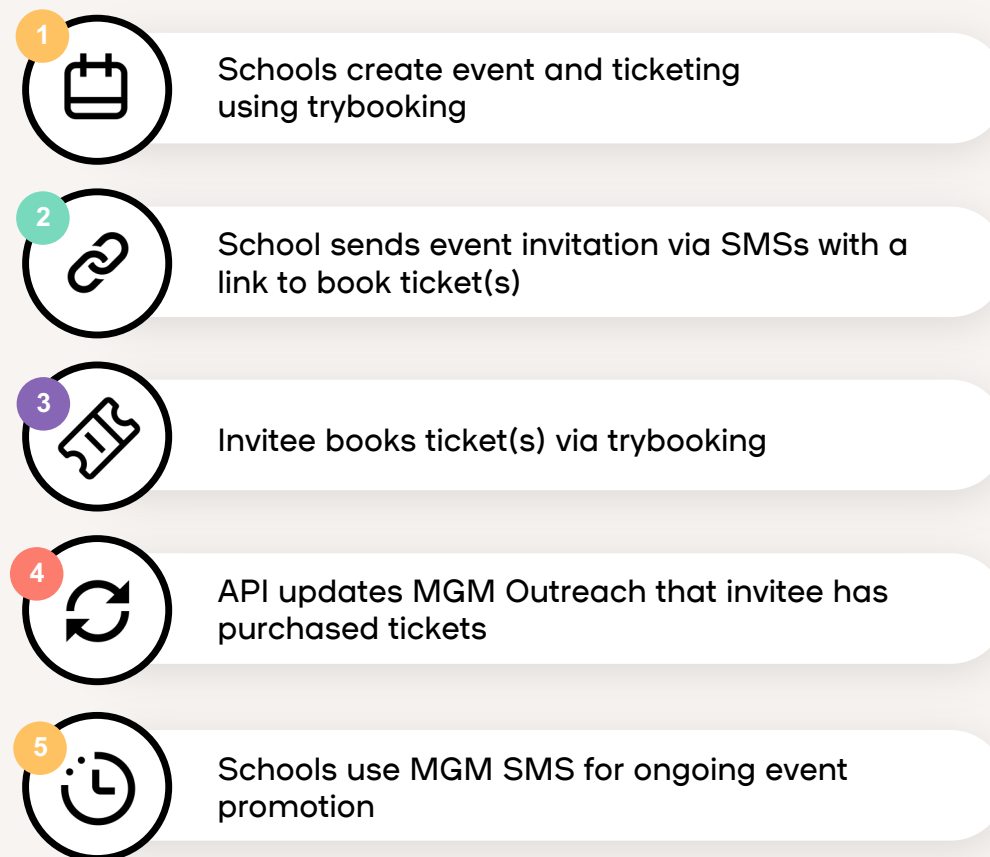 1
Schools create event and ticketing
using trybooking
2
School sends event invitation via SMSs with a
link to book ticket(s)
3
Invitee books ticket(s) via trybooking
4
API updates MGM Outreach that invitee has
purchased tickets
5
Schools use MGM SMS for ongoing event
promotion